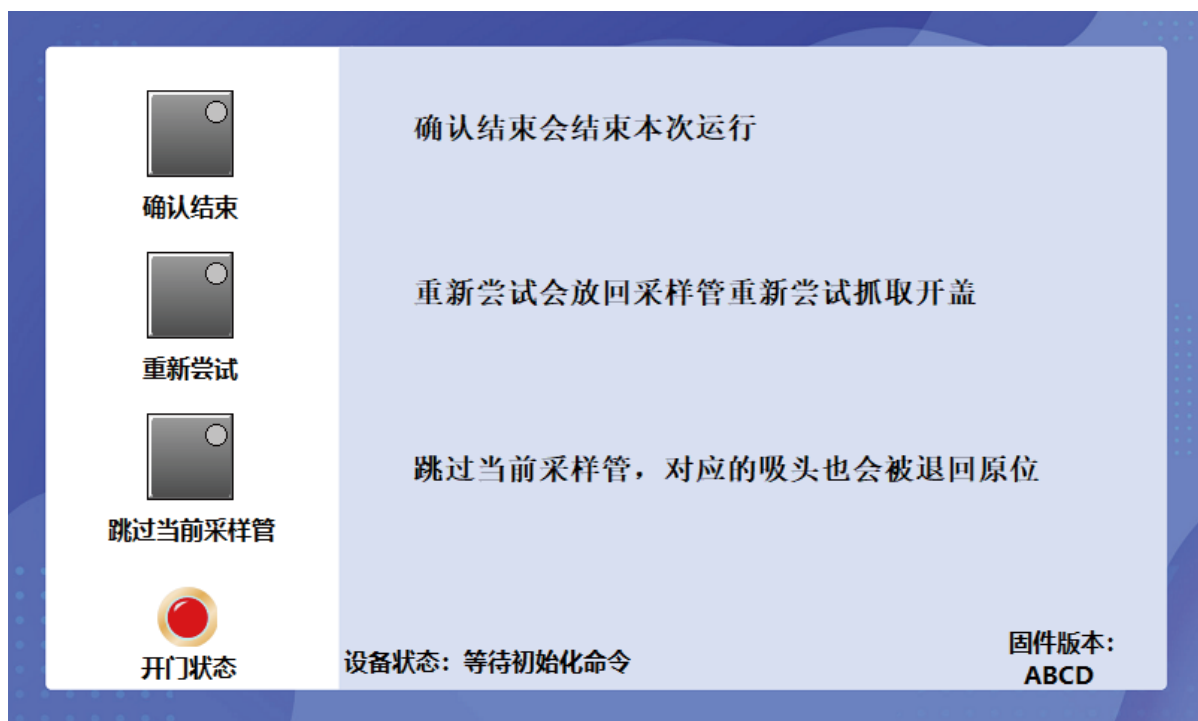 确认结束会结束本次运行
确认结束
重新尝试会放回采样管重新尝试抓取开盖
重新尝试
跳过当前采样管，对应的吸头也会被退回原位
跳过当前采样管
开门状态
设备状态：等待初始化命令
固件版本：
ABCD